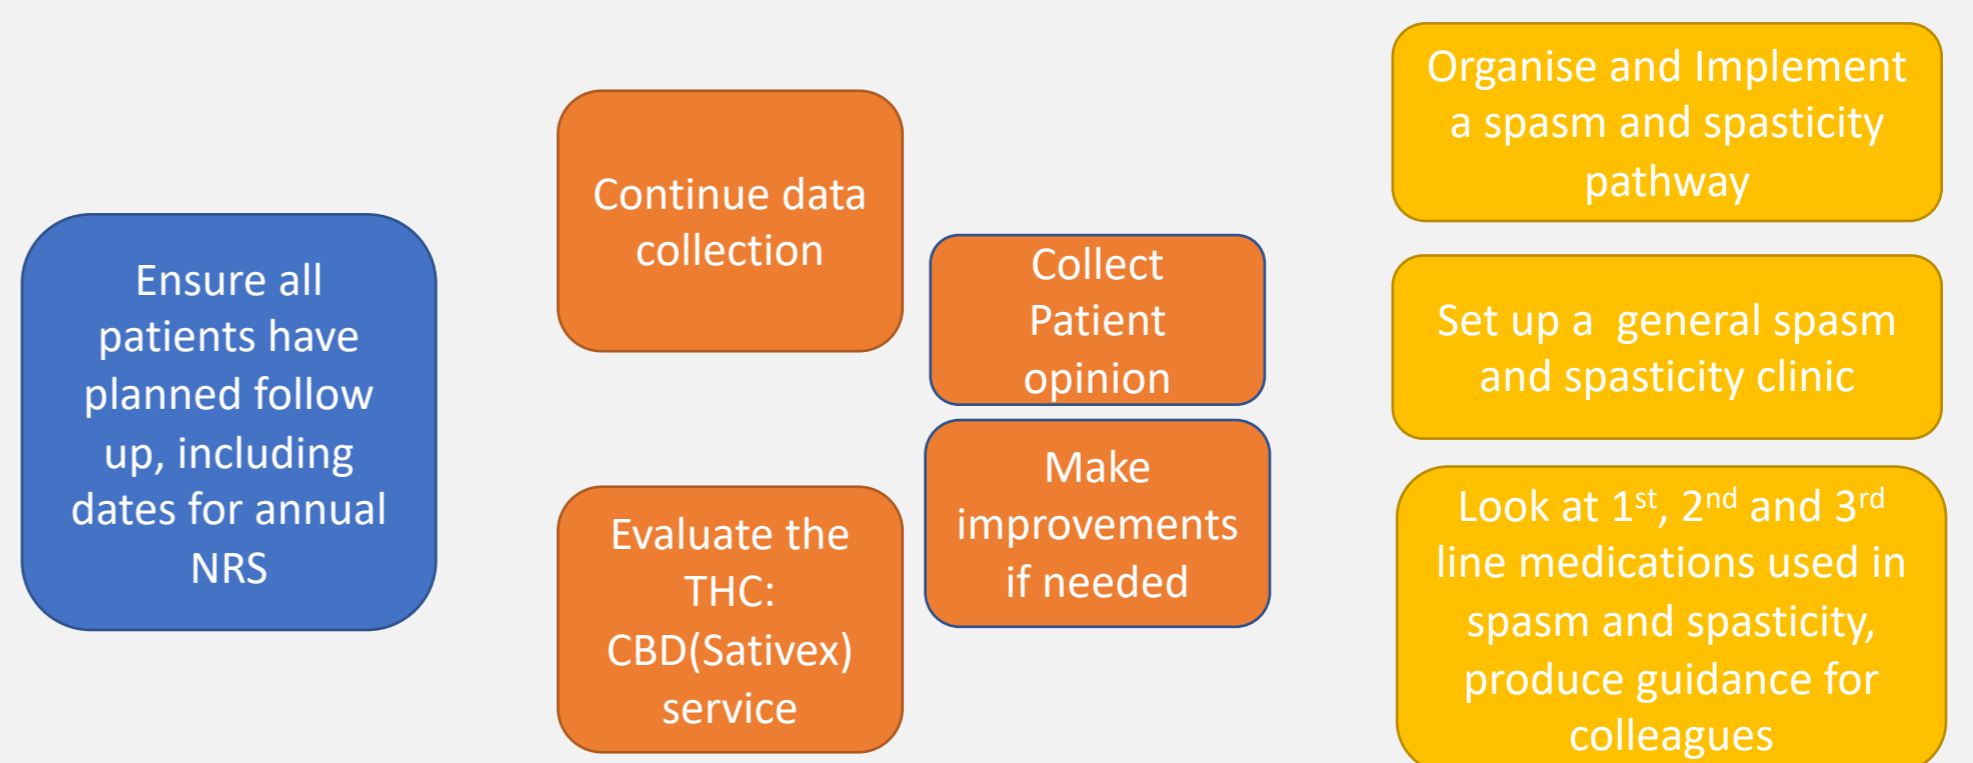 Ensure all
patients have
planned follow
up, including
dates for annual
NRS
Continue data
collection
Evaluate the
THC:
CBD(Sativex)
service
Collect
Patient
opinion
Make
improvements
if needed
Organise and Implement
a spasm and spasticity
pathway
Set up a  general spasm
and spasticity clinic
Look at 1st, 2nd and 3rd
line medications used in
spasm and spasticity,
produce guidance for
colleagues